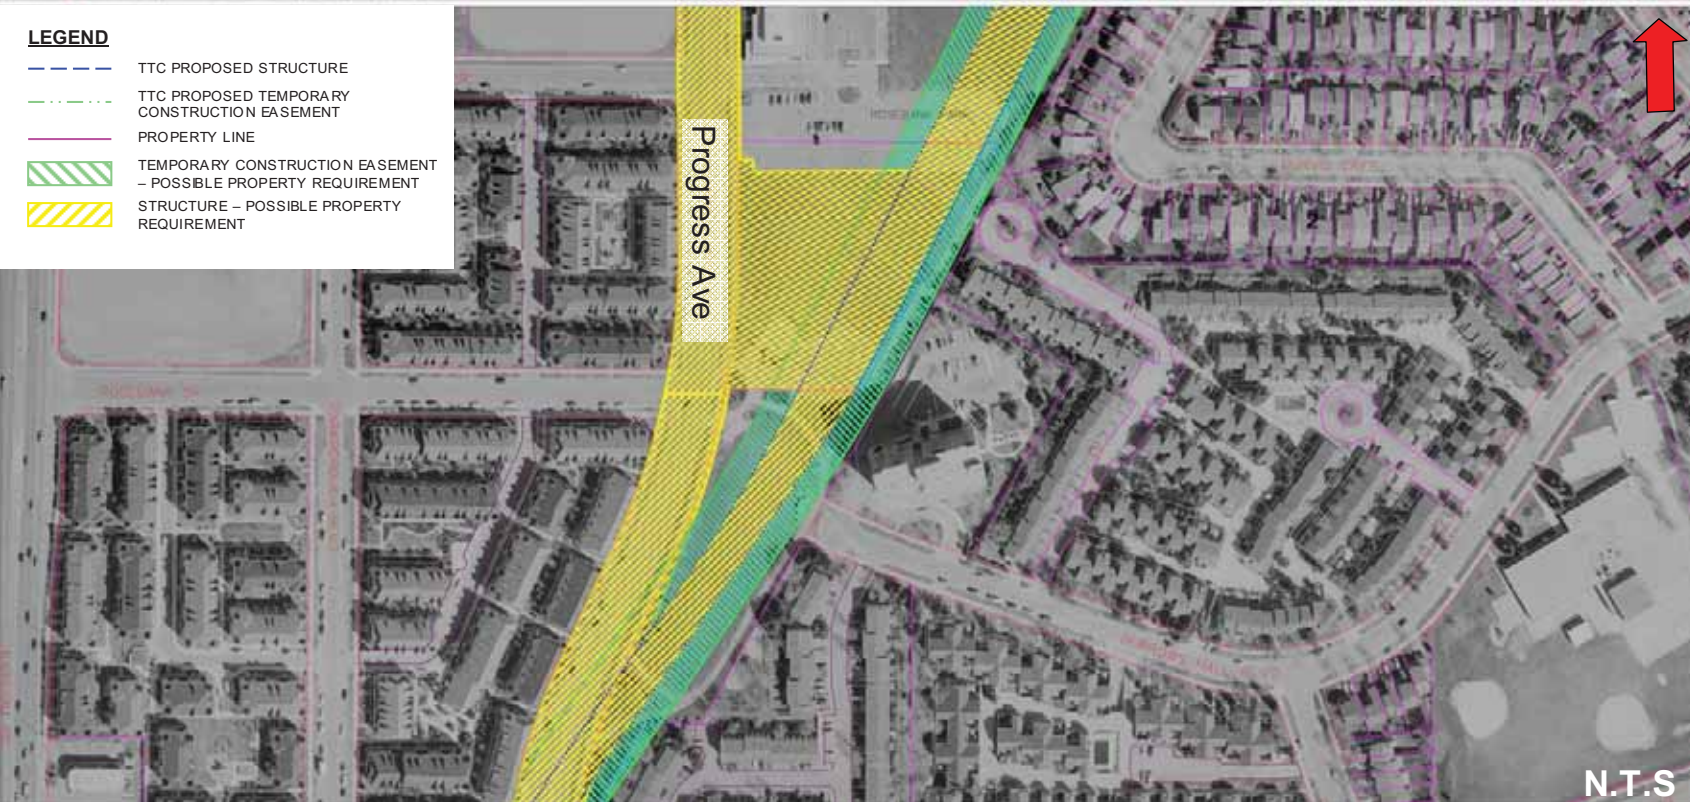 LEGEND
TTC PROPOSED STRUCTURE
TTC PROPOSED TEMPORARY
CONSTRUCTION EASEMENT
PROPERTY LINE
TEMPORARY CONSTRUCTION EASEMENT
– POSSIBLE PROPERTY REQUIREMENT
STRUCTURE – POSSIBLE PROPERTY
REQUIREMENT
Progress Ave
2
N.T.S